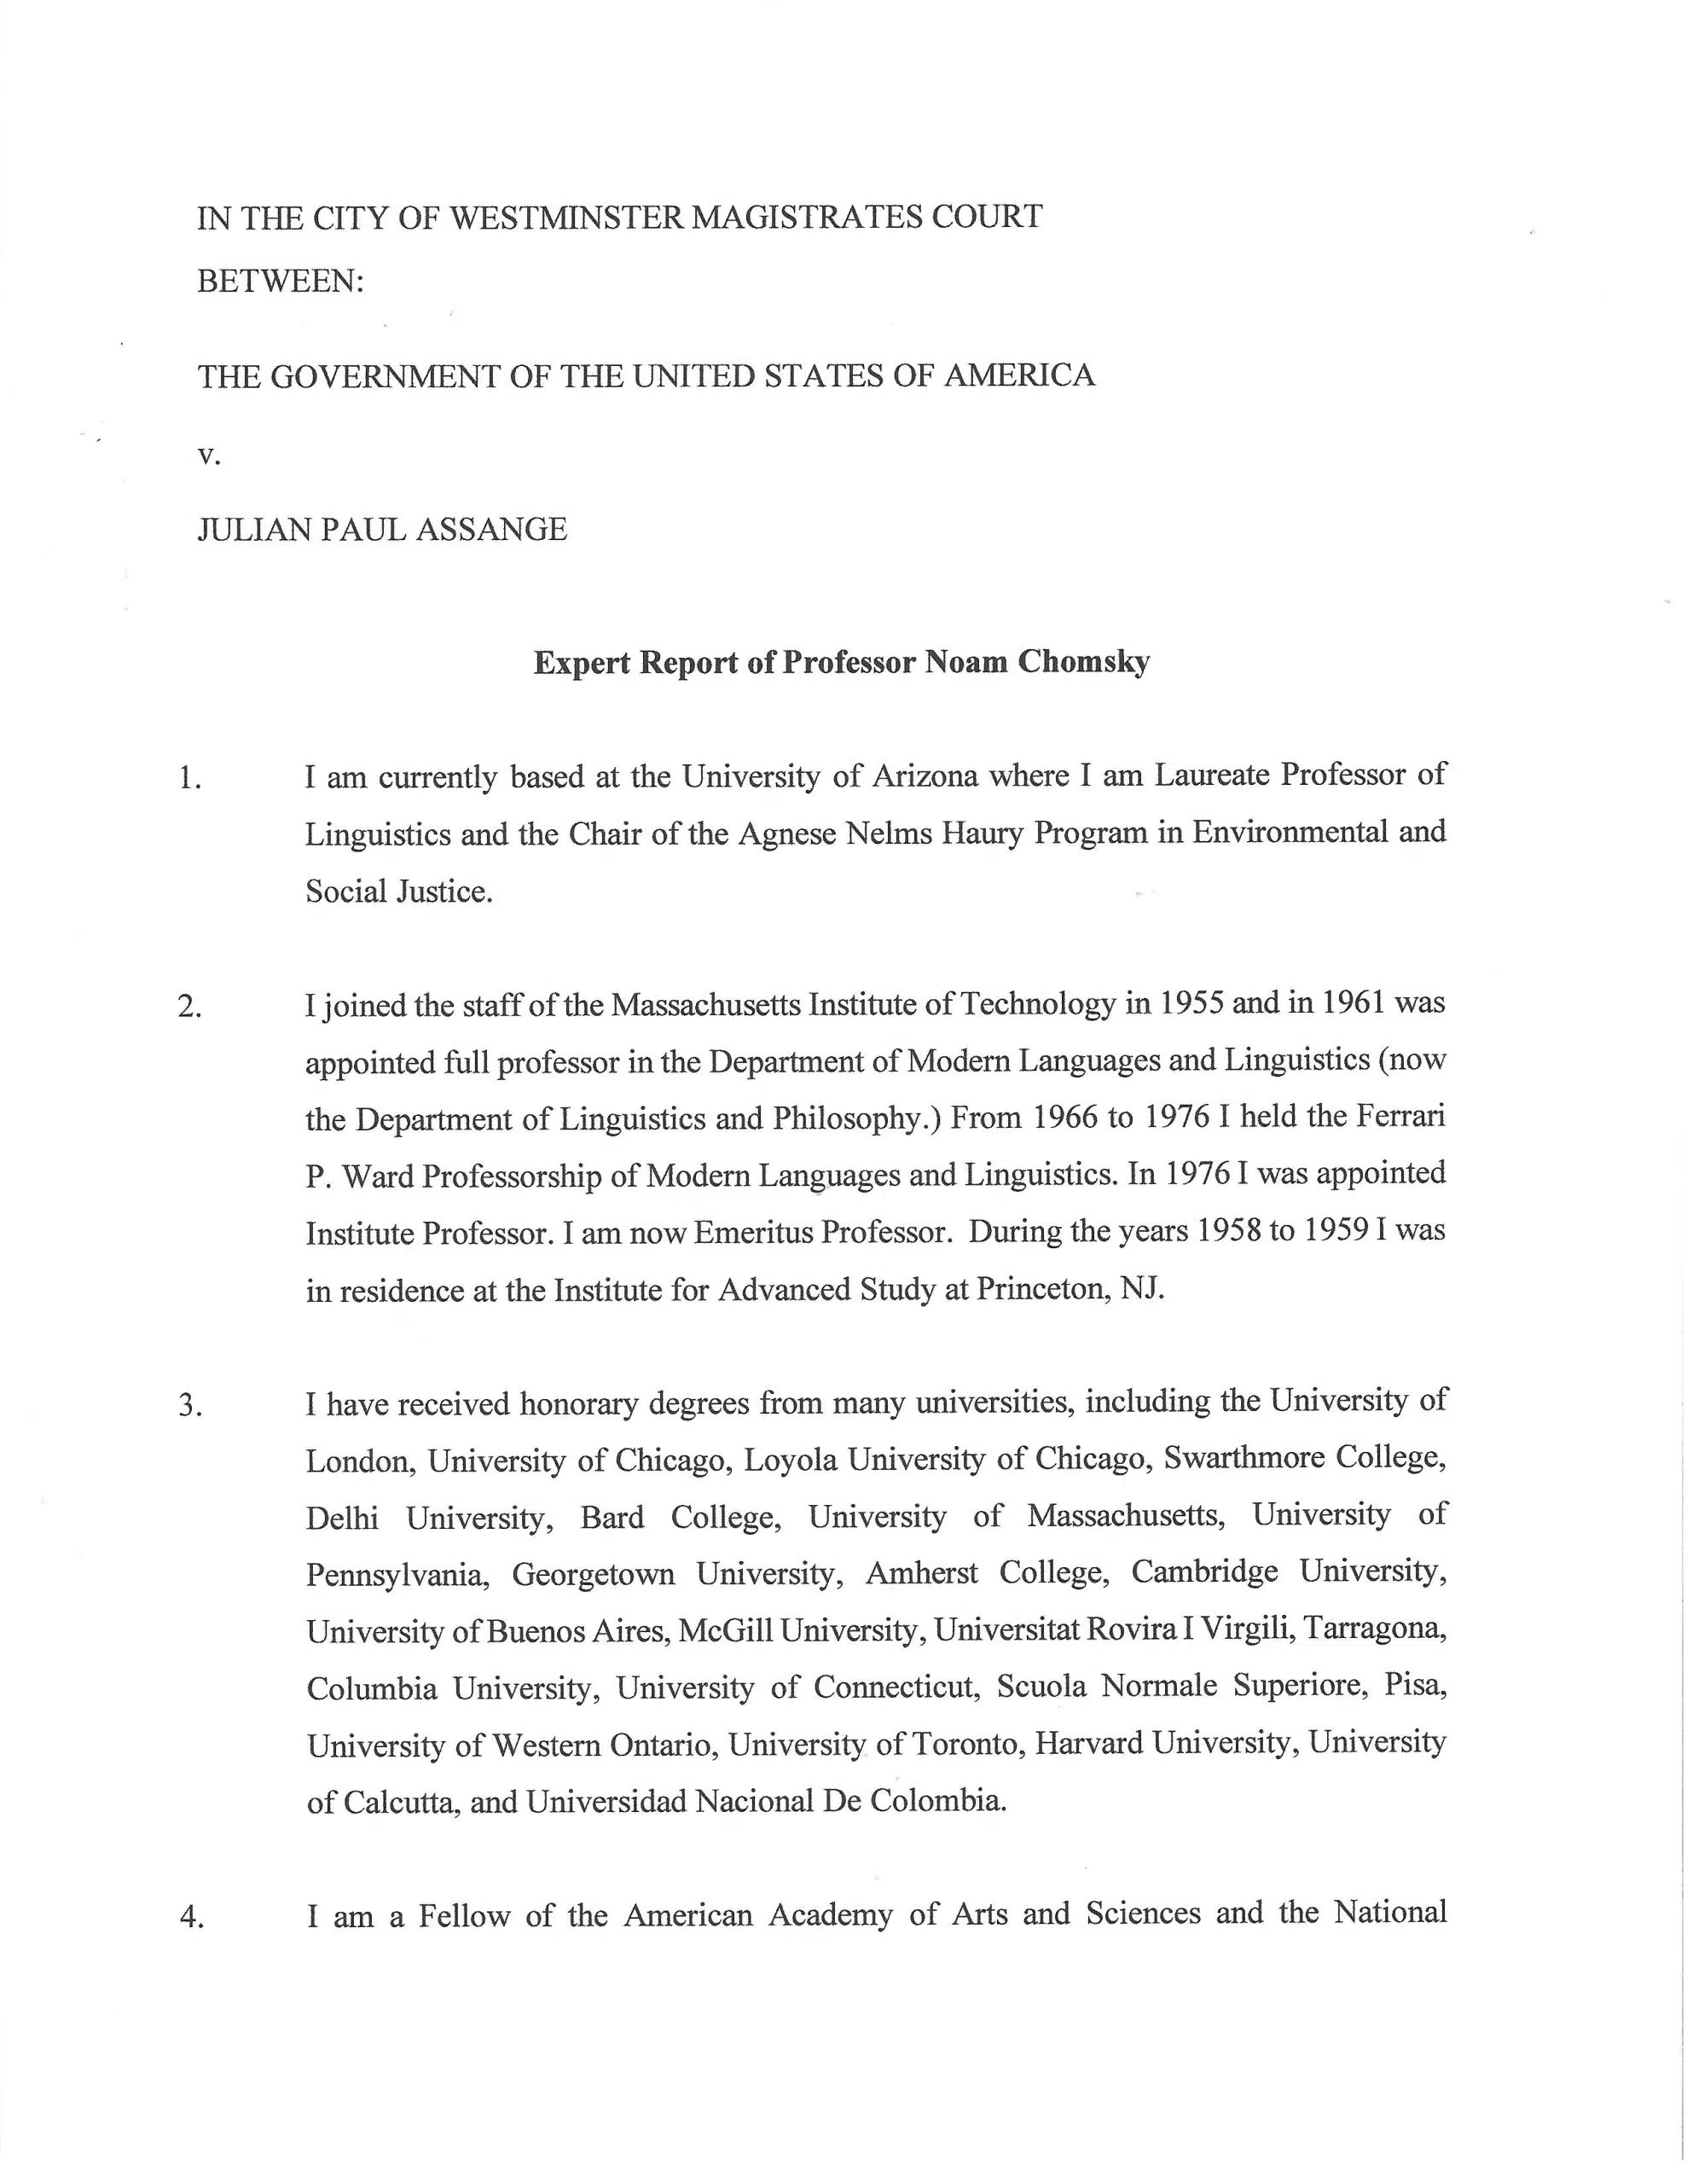 IN THE CITY OF WESTMINSTER MAGISTRATES COURT
BETWEEN:
THE GOVERNMENT OF THE UNITED STATES OF AMERICA
v.
JULIAN PAUL ASSANGE
Expert Report of Professor Noam Chomsky
1. I am currently based at the University of Arizona where I am Laureate Professor of
Linguistics and the Chair of the Agnese Nelms Haury Program in Environmental and
Social Justice.
2. I joined the staff of the Massachusetts Institute of Technology in 1955 and in 1961 was
appointed full professor in the Department of Modern Languages and Linguistics (now
the Department of Linguistics and Philosophy.) From 1966 to 1976 I held the Ferrari
P. Ward Professorship of Modern Languages and Linguistics. In 1976 I was appointed
Institute Professor. I am now Emeritus Professor. During the years 1958 to 1959 I was
in residence at the Institute for Advanced Study at Princeton, NJ.
3. I have received honorary degrees from many universities, including the University of
London, University of Chicago, Loyola University of Chicago, Swarthmore College,
Delhi University, Bard College, University of Massachusetts, University of
Pennsylvania, Georgetown University, Amherst College, Cambridge University,
University of Buenos Aires, McGill University, Universitat Rovira I Virgili, Tarragona,
Columbia University, University of Connecticut, Scuola Normale Superiore, Pisa,
University of Western Ontario, University of Toronto, Harvard University, University
of Calcutta, and Universidad Nacional De Colombia.
4. I am a Fellow of the American Academy of Arts and Sciences and the National